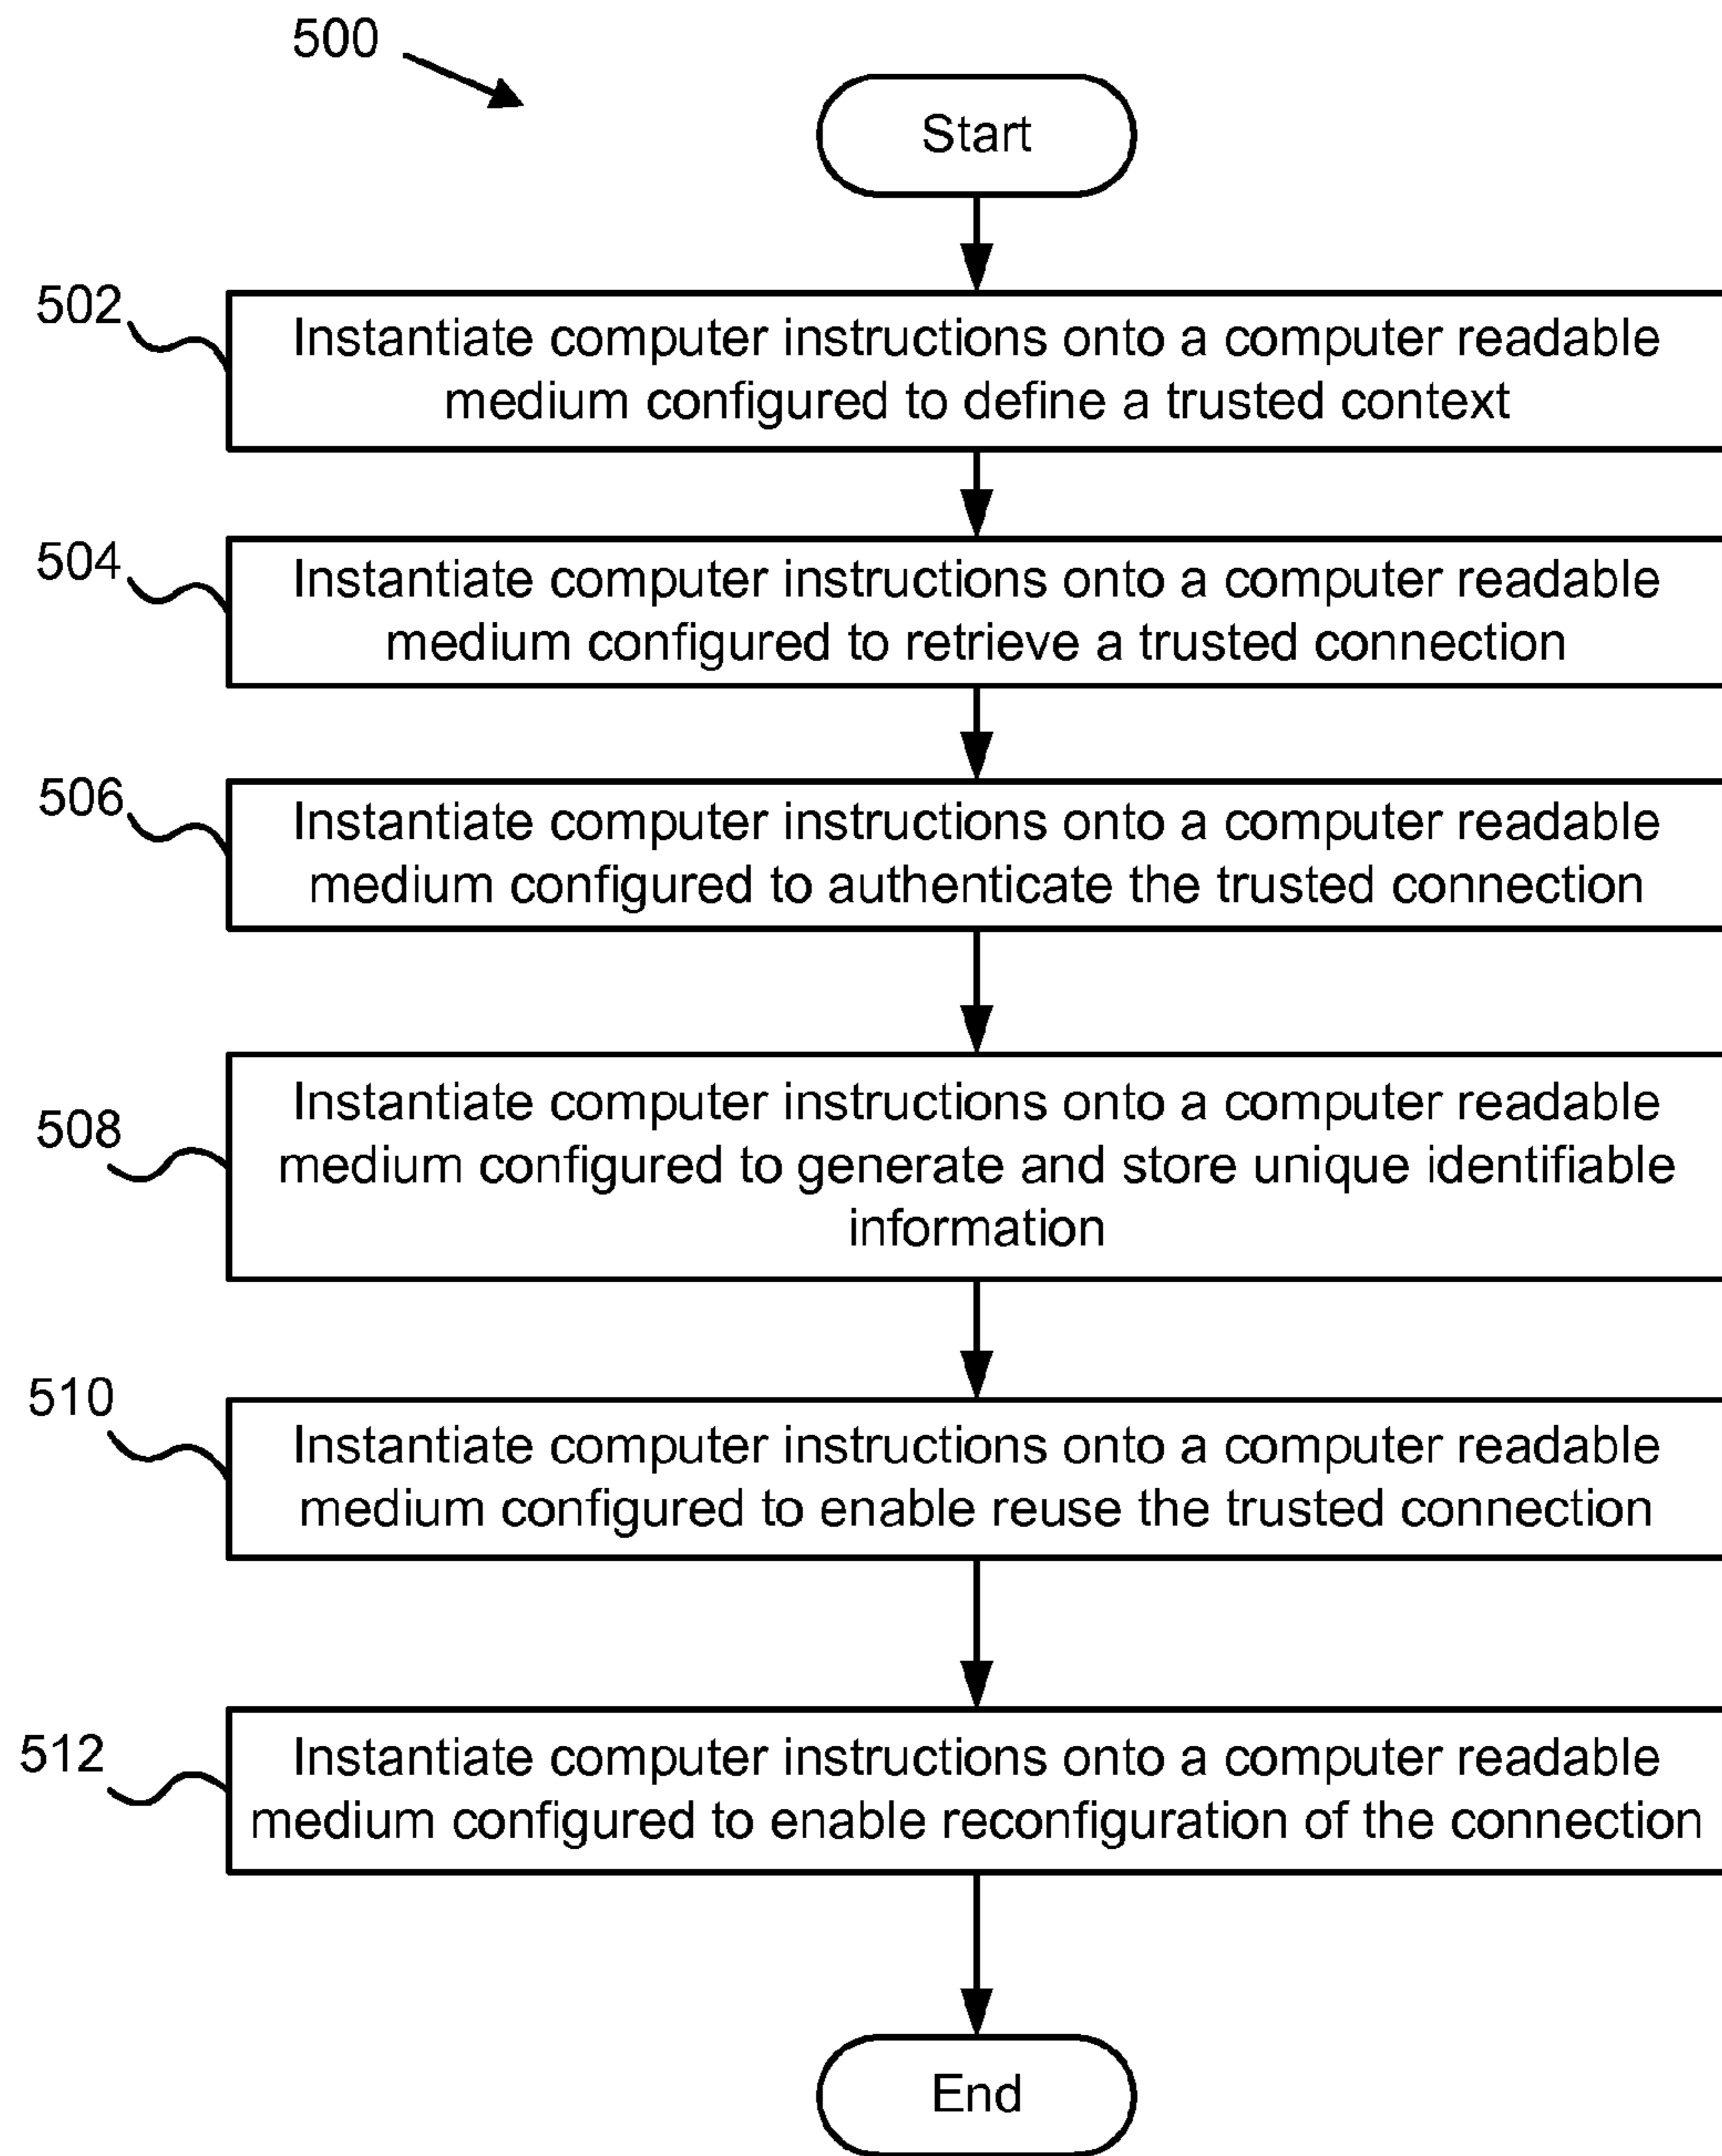 500
Start
502
Instantiate computer instructions onto a computer readable
medium configured to define a trusted context
504
Instantiate computer instructions onto a computer readable
medium configured to retrieve a trusted connection
506
Instantiate computer instructions onto a computer readable
medium configured to authenticate the trusted connection
508
Instantiate computer instructions onto a computer readable
medium configured to generate and store unique identifiable
information
510
Instantiate computer instructions onto a computer readable
medium configured to enable reuse the trusted connection
512
Instantiate computer instructions onto a computer readable
medium configured to enable reconfiguration of the connection
End